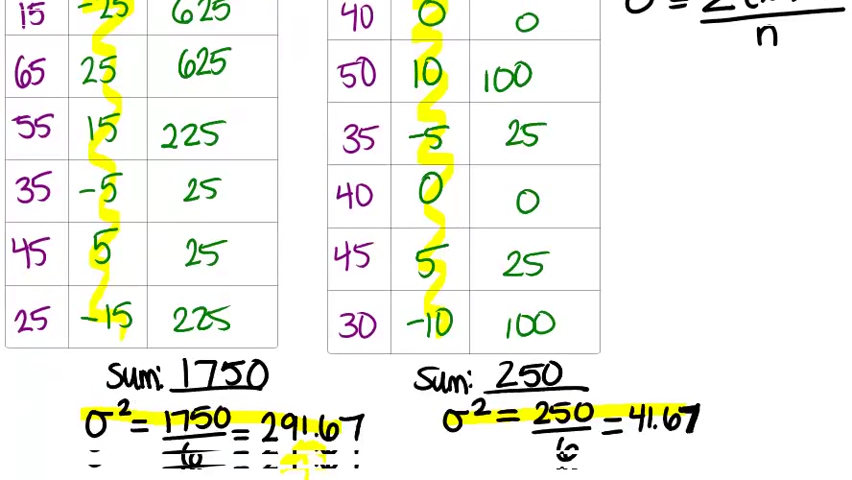 15 -25 625
65 25 625
55 15 225
35 -5 25
45 5 25
25 -15 225
Sum: 1750
σ² = 1750/6 = 291.67
40 0 0
50 10 100
35 -5 25
40 0 0
45 5 25
30 -10 100
Sum: 250
σ² = 250/6 = 41.67
n